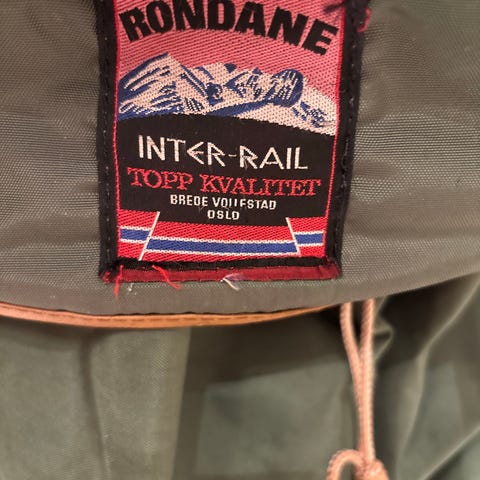 RONDANE
INTER-RAIL
TOPP KVALITET
BREDE VOLLESTAD
OSLO